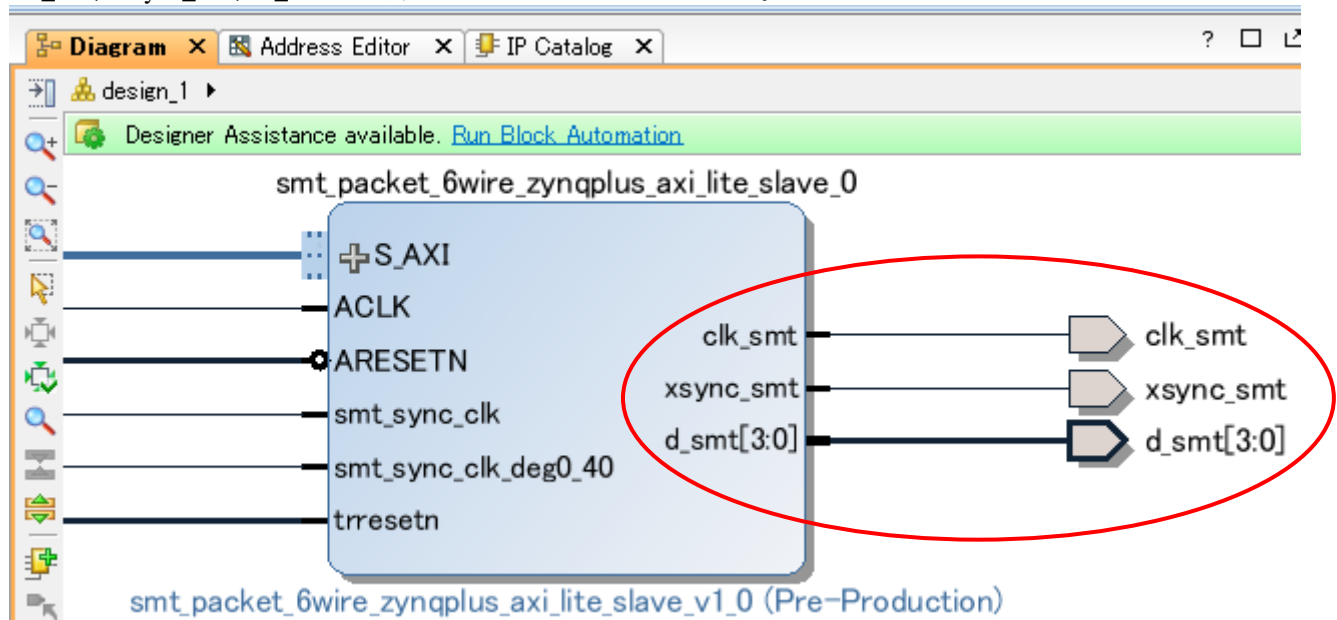 Diagram × Address Editor × IP Catalog × ?
design_1
Designer Assistance available. Run Block Automation
smt_packet_6wire_zynqplus_axi_lite_slave_0
S_AXI
ACLK
ARESETN
smt_sync_clk
smt_sync_clk_deg0_40
trresetn
clk_smt
xsync_smt
d_smt[3:0]
clk_smt
xsync_smt
d_smt[3:0]
smt_packet_6wire_zynqplus_axi_lite_slave_v1_0 (Pre-Production)